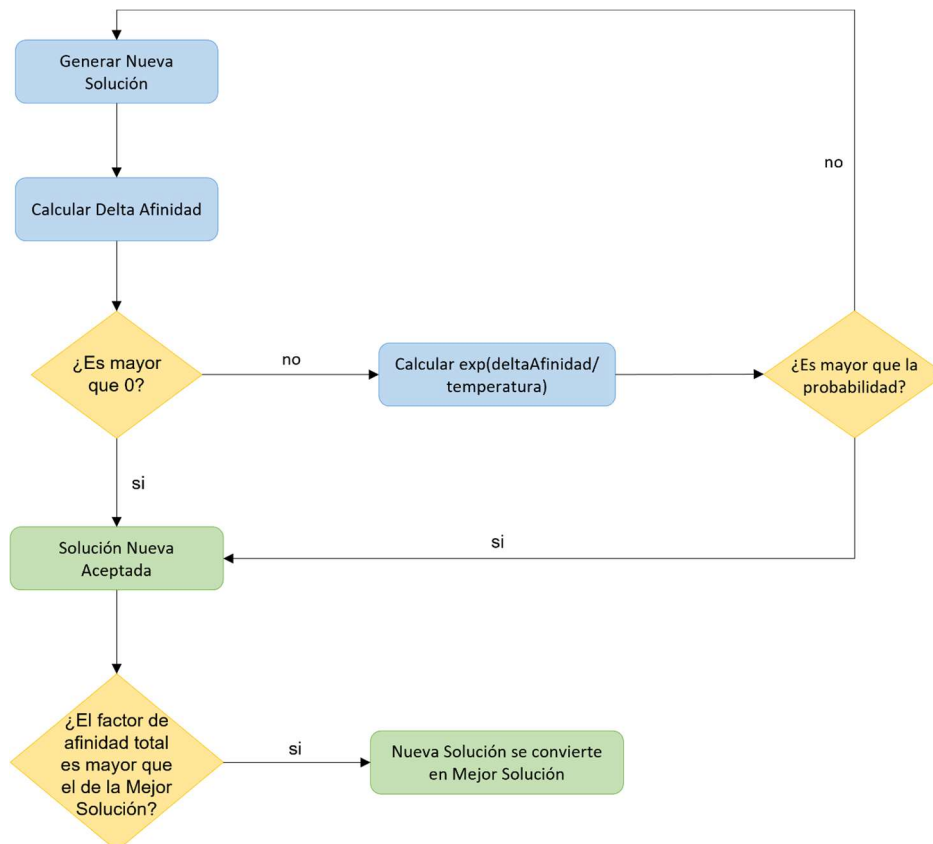 Generar Nueva
Solución
no
Calcular Delta Afinidad
¿Es mayor
que 0?
no
Calcular exp(deltaAfinidad/
temperatura)
¿Es mayor que la
probabilidad?
si
Solución Nueva
Aceptada
si
¿El factor de
afinidad total
es mayor que
el de la Mejor
Solución?
si
Nueva Solución se convierte
en Mejor Solución